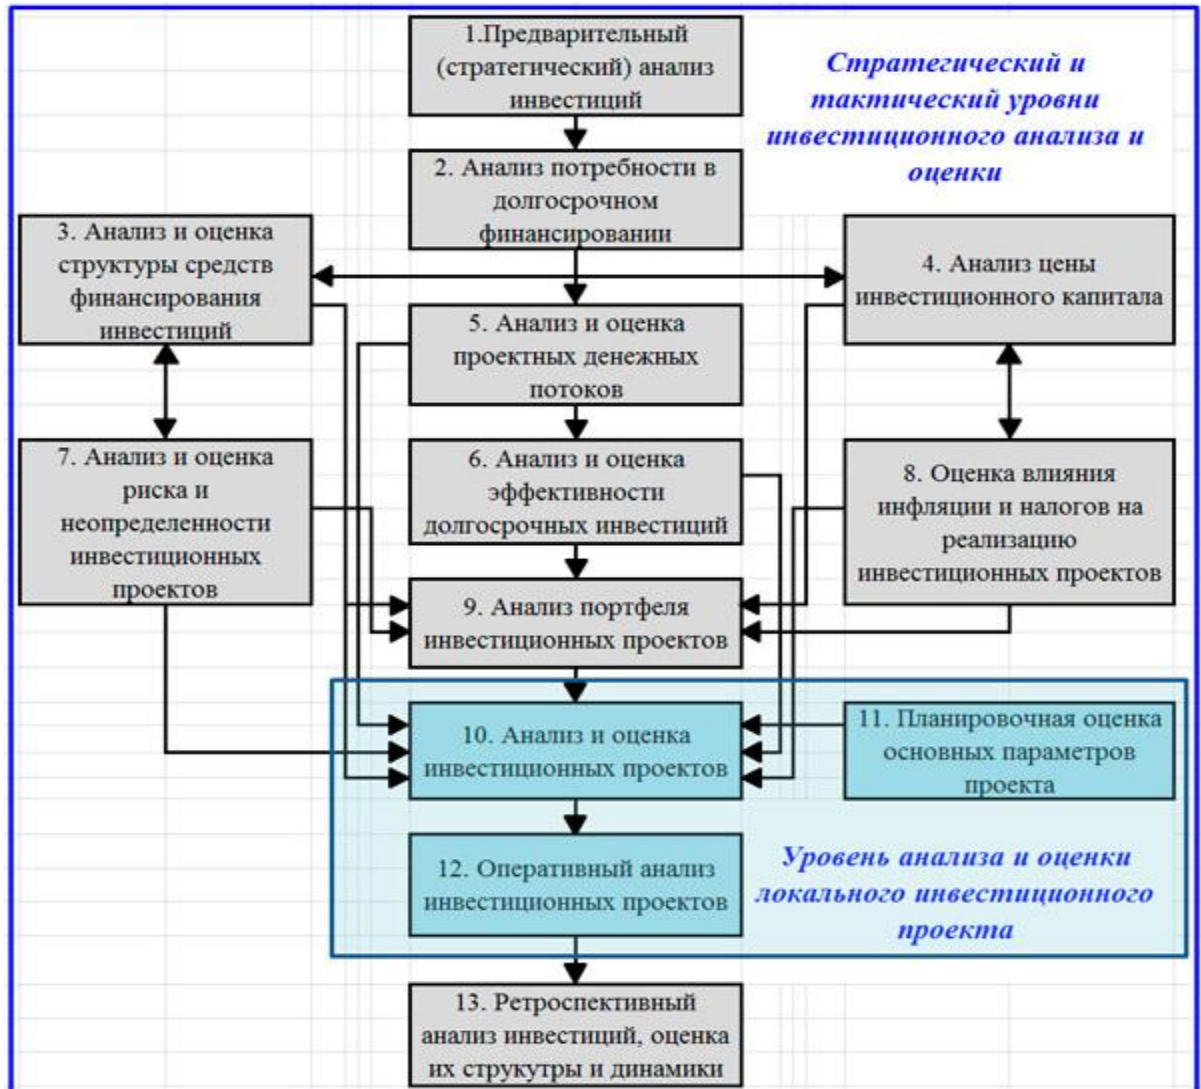 1.Предварительный
(стратегический) анализ
инвестиций
Стратегический и
тактический уровни
инвестиционного анализа и
оценки
2. Анализ потребности в
долгосрочном
финансировании
3. Анализ и оценка
структуры средств
финансирования
инвестиций
4. Анализ цены
инвестиционного капитала
5. Анализ и оценка
проектных денежных
потоков
7. Анализ и оценка
риска и
неопределенности
инвестиционных
проектов
6. Анализ и оценка
эффективности
долгосрочных инвестиций
8. Оценка влияния
инфляции и налогов на
реализацию
инвестиционных проектов
9. Анализ портфеля
инвестиционных проектов
10. Анализ и оценка
инвестиционных проектов
11. Планировочная оценка
основных параметров
проекта
12. Оперативный анализ
инвестиционных проектов
Уровень анализа и оценки
локального инвестиционного
проекта
13. Ретроспективный
анализ инвестиций, оценка
их струкутры и динамики